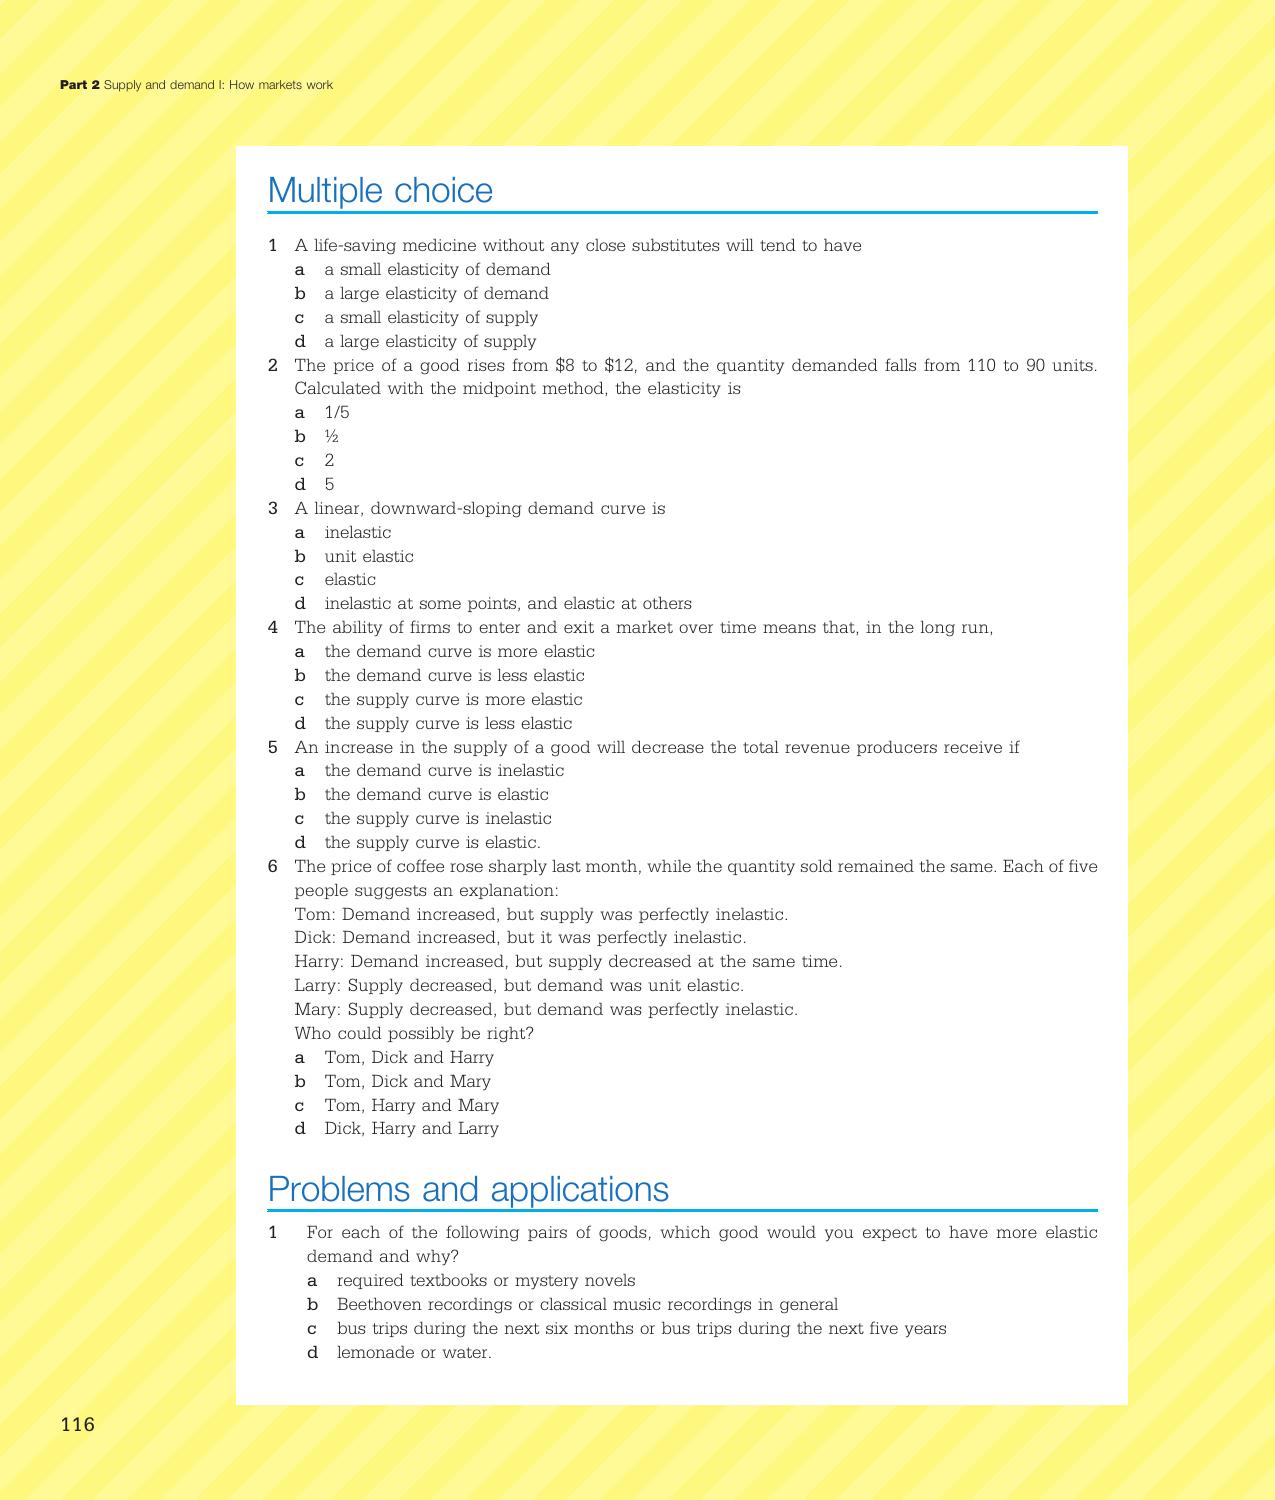 Part 2 Supply and demand I: How markets work
Multiple choice
1 A life-saving medicine without any close substitutes will tend to have
a a small elasticity of demand
b a large elasticity of demand
c a small elasticity of supply
d a large elasticity of supply
2 The price of a good rises from $8 to $12, and the quantity demanded falls from 110 to 90 units.
Calculated with the midpoint method, the elasticity is
a 1/5
b ½
c 2
d 5
3 A linear, downward-sloping demand curve is
a inelastic
b unit elastic
c elastic
d inelastic at some points, and elastic at others
4 The ability of firms to enter and exit a market over time means that, in the long run,
a the demand curve is more elastic
b the demand curve is less elastic
c the supply curve is more elastic
d the supply curve is less elastic
5 An increase in the supply of a good will decrease the total revenue producers receive if
a the demand curve is inelastic
b the demand curve is elastic
c the supply curve is inelastic
d the supply curve is elastic.
6 The price of coffee rose sharply last month, while the quantity sold remained the same. Each of five
people suggests an explanation:
Tom: Demand increased, but supply was perfectly inelastic.
Dick: Demand increased, but it was perfectly inelastic.
Harry: Demand increased, but supply decreased at the same time.
Larry: Supply decreased, but demand was unit elastic.
Mary: Supply decreased, but demand was perfectly inelastic.
Who could possibly be right?
a Tom, Dick and Harry
b Tom, Dick and Mary
c Tom, Harry and Mary
d Dick, Harry and Larry
Problems and applications
1 For each of the following pairs of goods, which good would you expect to have more elastic
demand and why?
a required textbooks or mystery novels
b Beethoven recordings or classical music recordings in general
c bus trips during the next six months or bus trips during the next five years
d lemonade or water.
116